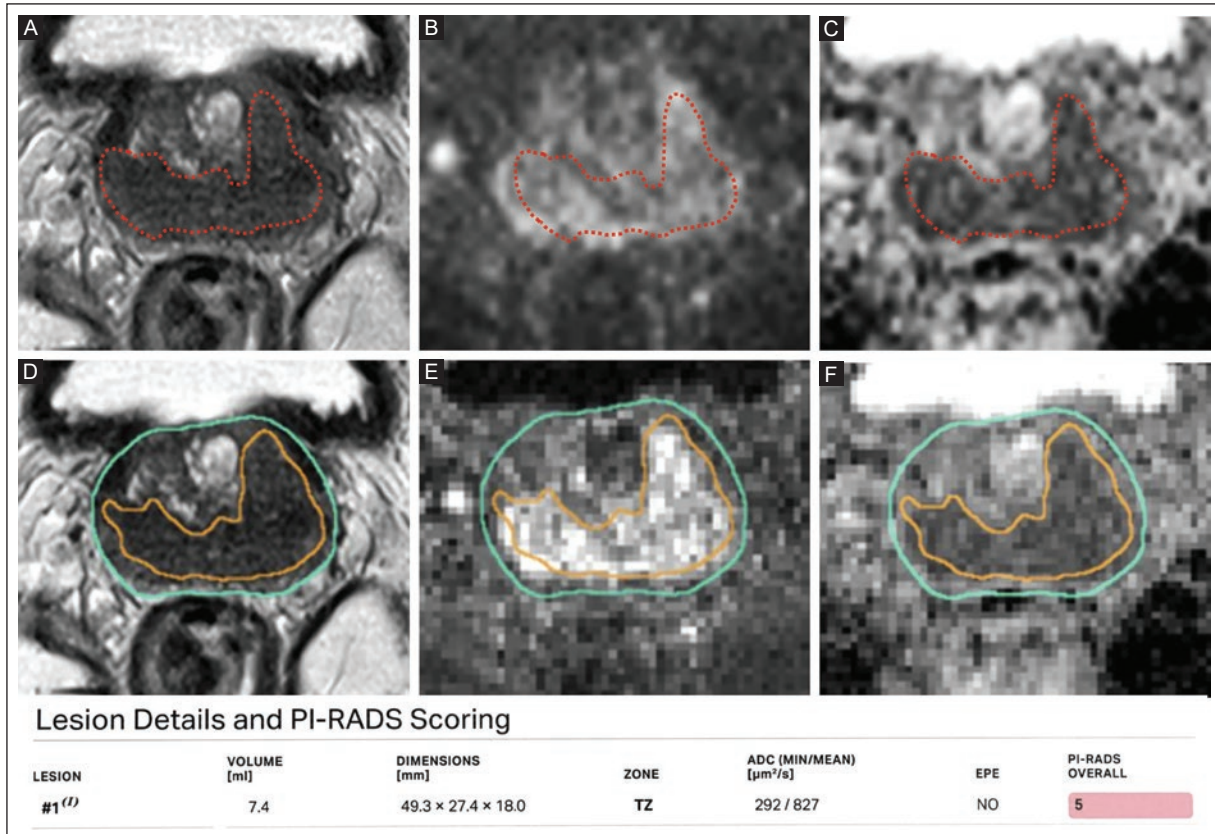 A
B
C
D
E
F
Lesion Details and PI-RADS Scoring
LESION VOLUME [ml] DIMENSIONS [mm] ZONE ADC (MIN/MEAN) [µm²/s] EPE PI-RADS OVERALL
#1(I) 7.4 49.3 × 27.4 × 18.0 TZ 292 / 827 NO 5